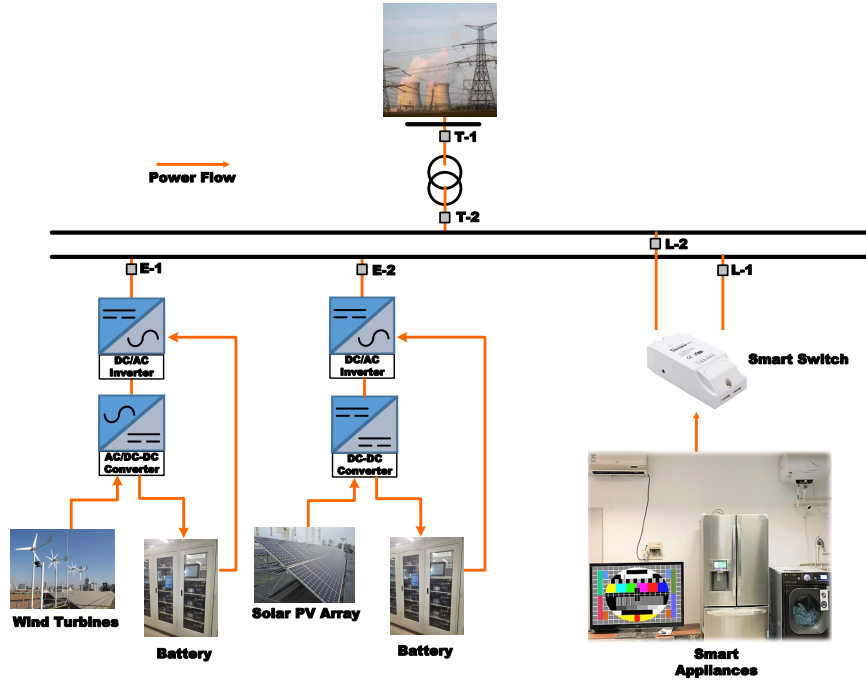 T-1
Power Flow
T-2
L-2
E-1
E-2
L-1
DC/AC
Inverter
DC/AC
Inverter
Smart Switch
AC/DC-DC
Converter
DC-DC
Converter
Wind Turbines
Solar PV Array
Battery
Battery
Smart
Appliances